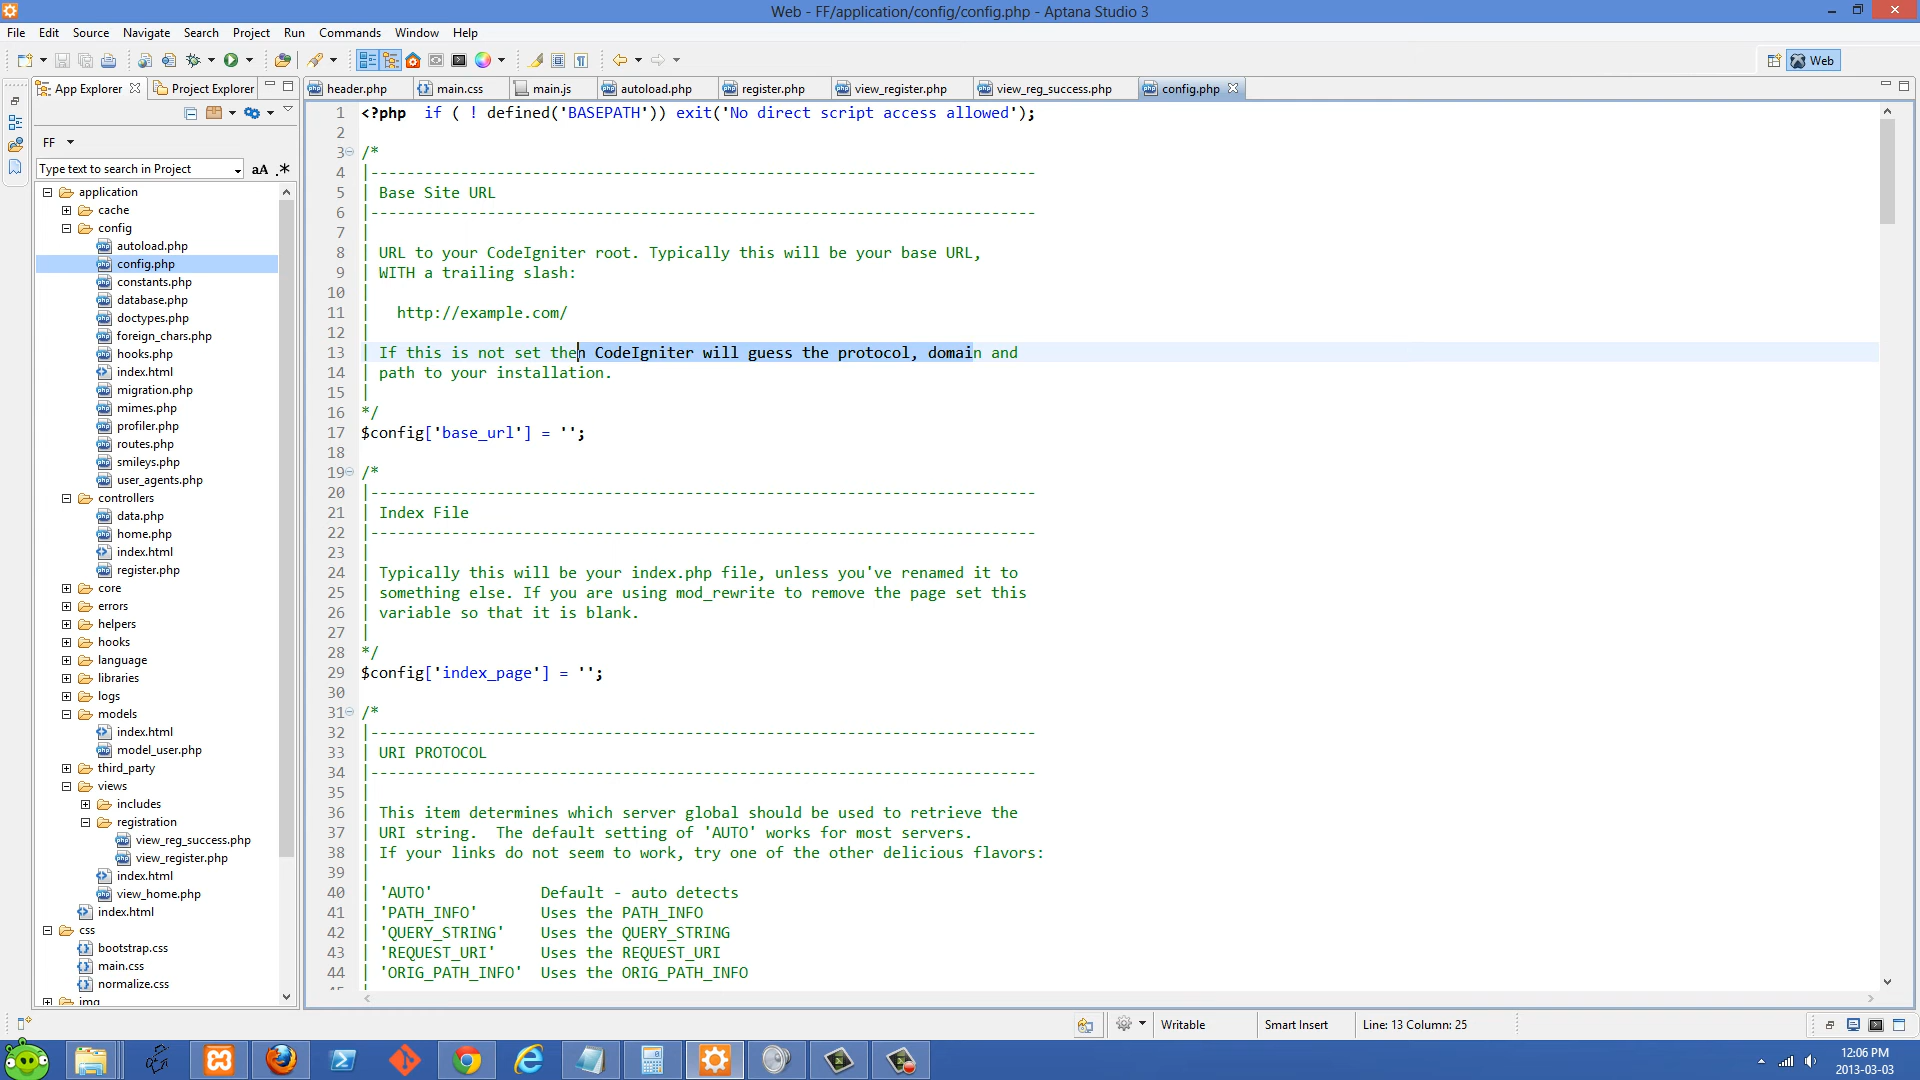 Web - FF/application/config/config.php - Aptana Studio 3
File Edit Source Navigate Search Project Run Commands Window Help
Web
App Explorer Project Explorer
header.php main.css main.js autoload.php register.php view_register.php view_reg_success.php config.php
FF
Type text to search in Project aA .*
application
cache
config
autoload.php
config.php
constants.php
database.php
doctypes.php
foreign_chars.php
hooks.php
index.html
migration.php
mimes.php
profiler.php
routes.php
smileys.php
user_agents.php
controllers
data.php
home.php
index.html
register.php
core
errors
helpers
hooks
language
libraries
logs
models
index.html
model_user.php
third_party
views
includes
registration
view_reg_success.php
view_register.php
index.html
view_home.php
index.html
css
bootstrap.css
main.css
normalize.css
img
1 <?php  if ( ! defined('BASEPATH')) exit('No direct script access allowed');
2
3 /*
4 |--------------------------------------------------------------------------
5 | Base Site URL
6 |--------------------------------------------------------------------------
7 |
8 | URL to your CodeIgniter root. Typically this will be your base URL,
9 | WITH a trailing slash:
10 |
11 |   http://example.com/
12 |
13 | If this is not set then CodeIgniter will guess the protocol, domain and
14 | path to your installation.
15 |
16 */
17 $config['base_url'] = '';
18
19 /*
20 |--------------------------------------------------------------------------
21 | Index File
22 |--------------------------------------------------------------------------
23 |
24 | Typically this will be your index.php file, unless you've renamed it to
25 | something else. If you are using mod_rewrite to remove the page set this
26 | variable so that it is blank.
27 |
28 */
29 $config['index_page'] = '';
30
31 /*
32 |--------------------------------------------------------------------------
33 | URI PROTOCOL
34 |--------------------------------------------------------------------------
35 |
36 | This item determines which server global should be used to retrieve the
37 | URI string.  The default setting of 'AUTO' works for most servers.
38 | If your links do not seem to work, try one of the other delicious flavors:
39 |
40 | 'AUTO'            Default - auto detects
41 | 'PATH_INFO'       Uses the PATH_INFO
42 | 'QUERY_STRING'    Uses the QUERY_STRING
43 | 'REQUEST_URI'     Uses the REQUEST_URI
44 | 'ORIG_PATH_INFO'  Uses the ORIG_PATH_INFO
Writable Smart Insert Line: 13 Column: 25
12:06 PM
2013-03-03